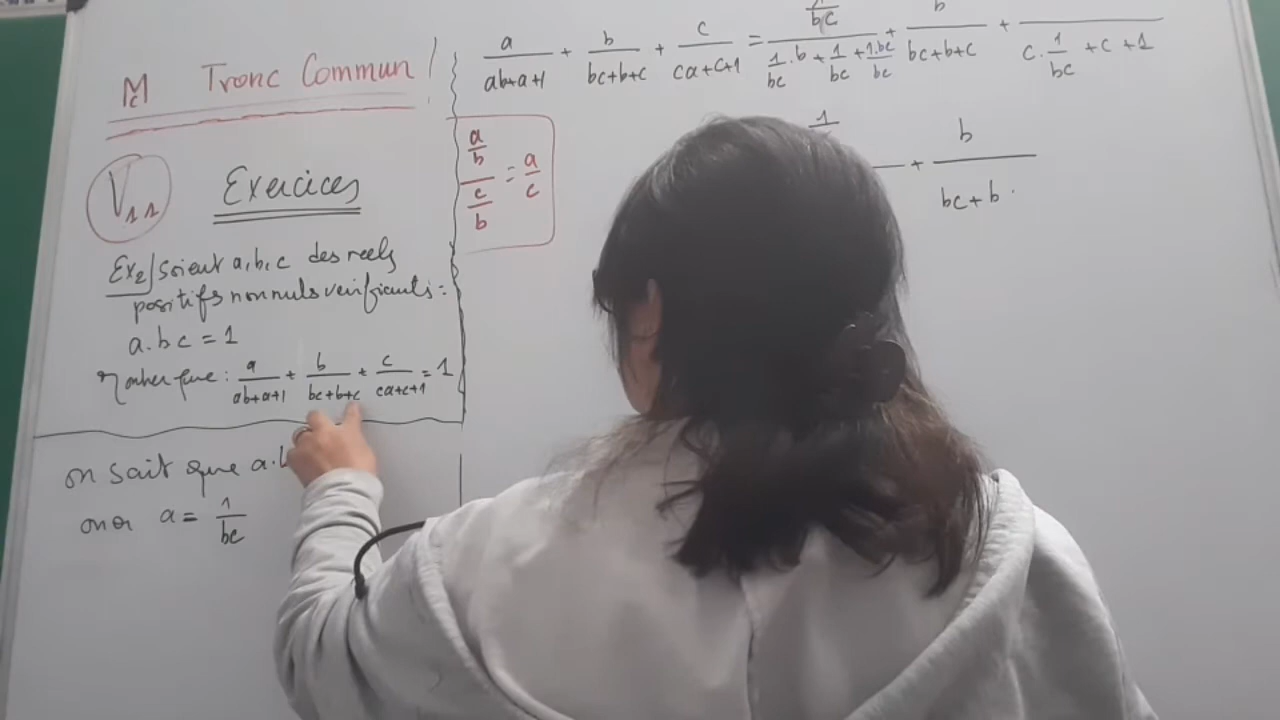 Mc Tronc Commun
V11 Exercices
Ex2/ Soient a, b, c des reels
positifs non nuls verifiants :
a.bc = 1
Montrer que : a/(ab+a+1) + b/(bc+b+c) + c/(ca+c+1) = 1
on sait que a.b
on a a = 1/bc
(a/b)/(c/b) = a/c
a/(ab+a+1) + b/(bc+b+c) + c/(ca+c+1) = (1/bc)/(1/bc .b + 1/bc + 1.bc/bc) + b/(bc+b+c) + /(c.1/bc +c +1)
1 + b/(bc+b.